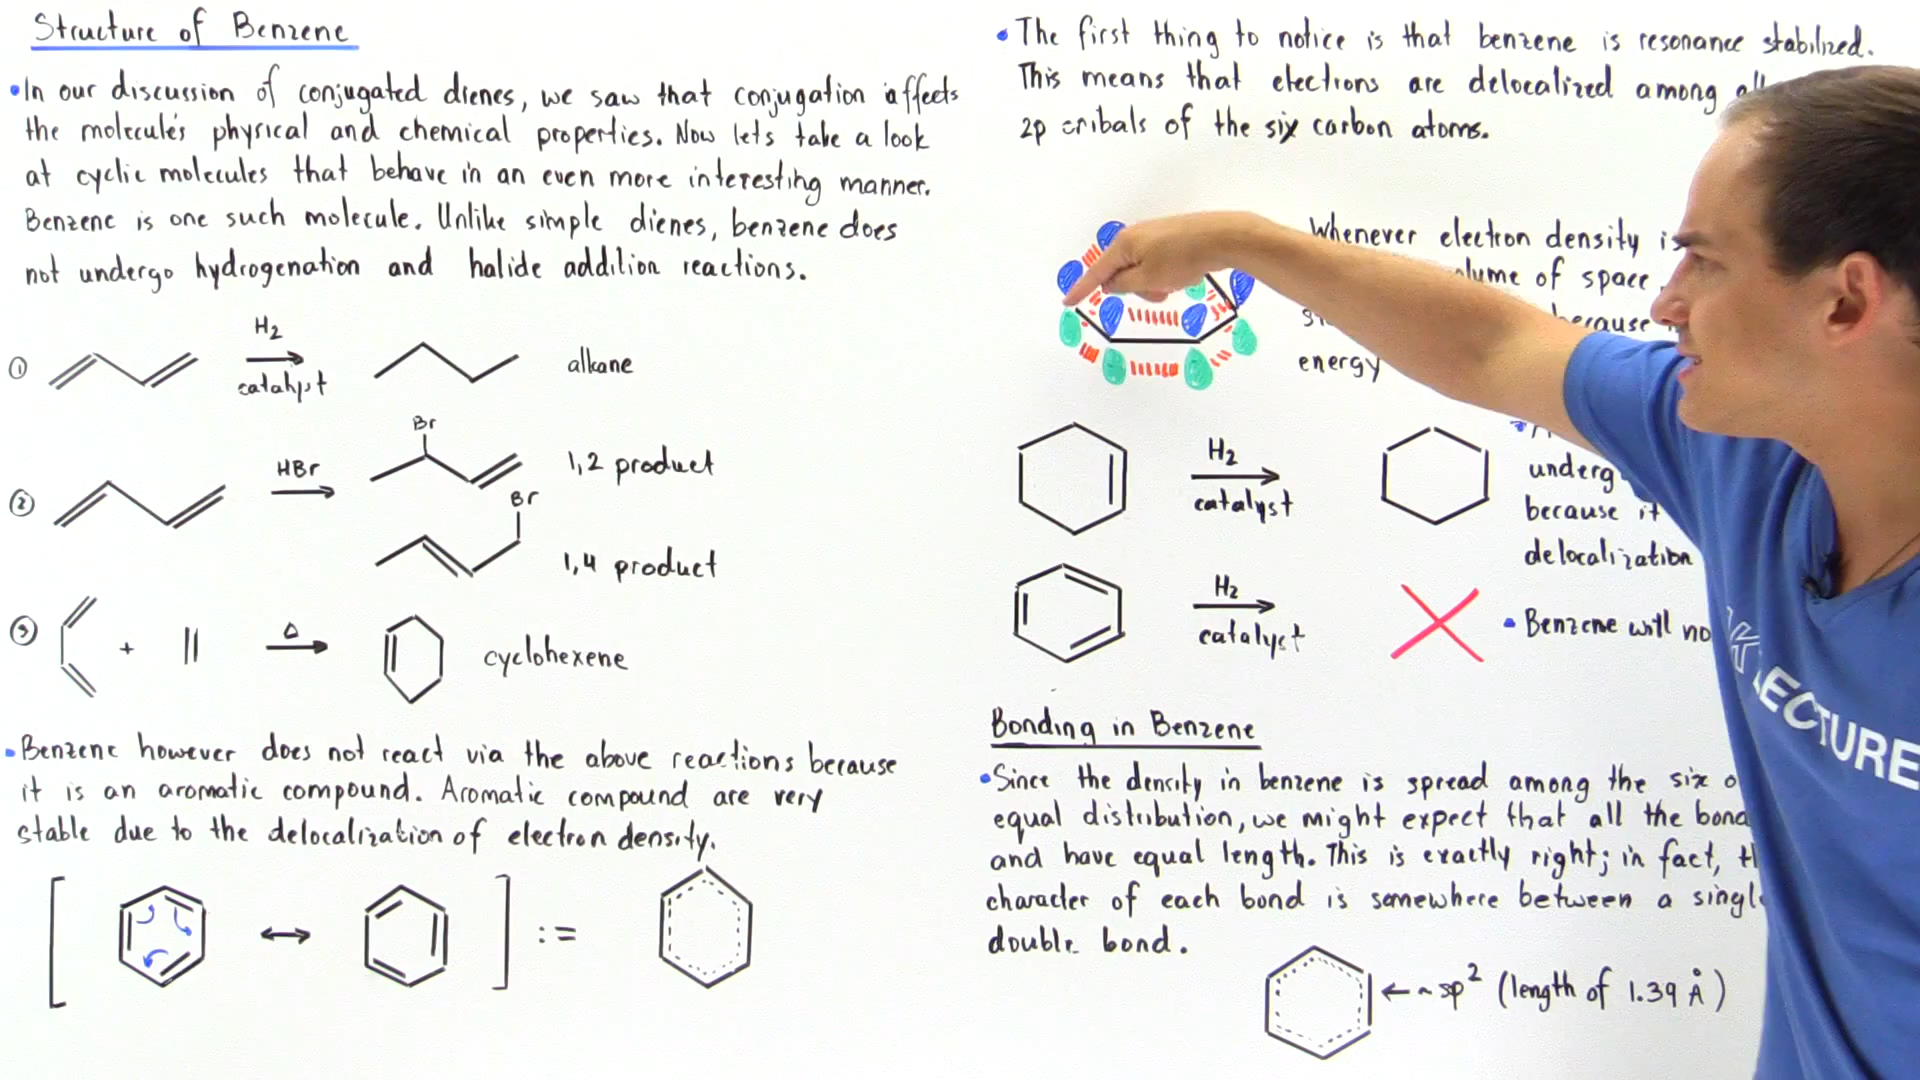 Structure of Benzene
•In our discussion of conjugated dienes, we saw that conjugation affects
the molecule's physical and chemical properties. Now lets take a look
at cyclic molecules that behave in an even more interesting manner.
Benzene is one such molecule. Unlike simple dienes, benzene does
not undergo hydrogenation and halide addition reactions.
①
H2
catalyst
alkane
②
HBr
Br
1,2 product
Br
1,4 product
③
+
Δ
cyclohexene
•Benzene however does not react via the above reactions because
it is an aromatic compound. Aromatic compound are very
stable due to the delocalization of electron density.
[ ↔ ] :=
•The first thing to notice is that benzene is resonance stabilized.
This means that electrons are delocalized among
2p oribals of the six carbon atoms.
Whenever electron density is
of space
because
energy
H2
catalyst
because it
delocalization
H2
catalyst
•Benzene will no
Bonding in Benzene
•Since the density in benzene is spread among the six
equal distribution, we might expect that all the
and have equal length. This is exactly right; in fact,
character of each bond is somewhere between a
double bond.
←~sp2 (length of 1.39 Å)
LECTURE